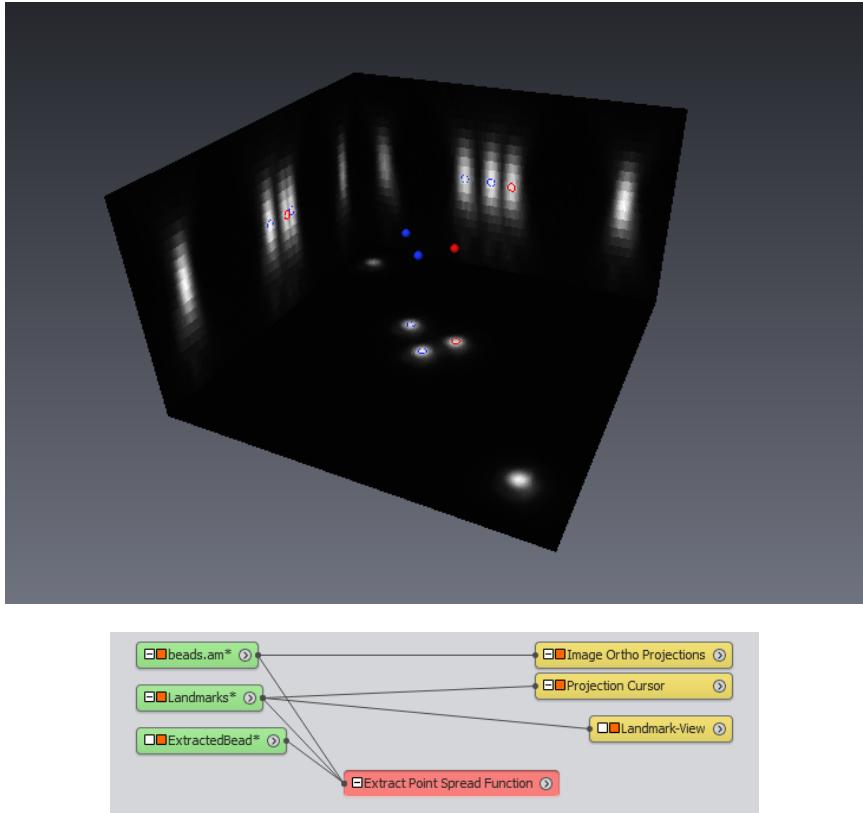 beads.am*
Image Ortho Projections
Landmarks*
Projection Cursor
ExtractedBead*
Landmark-View
Extract Point Spread Function